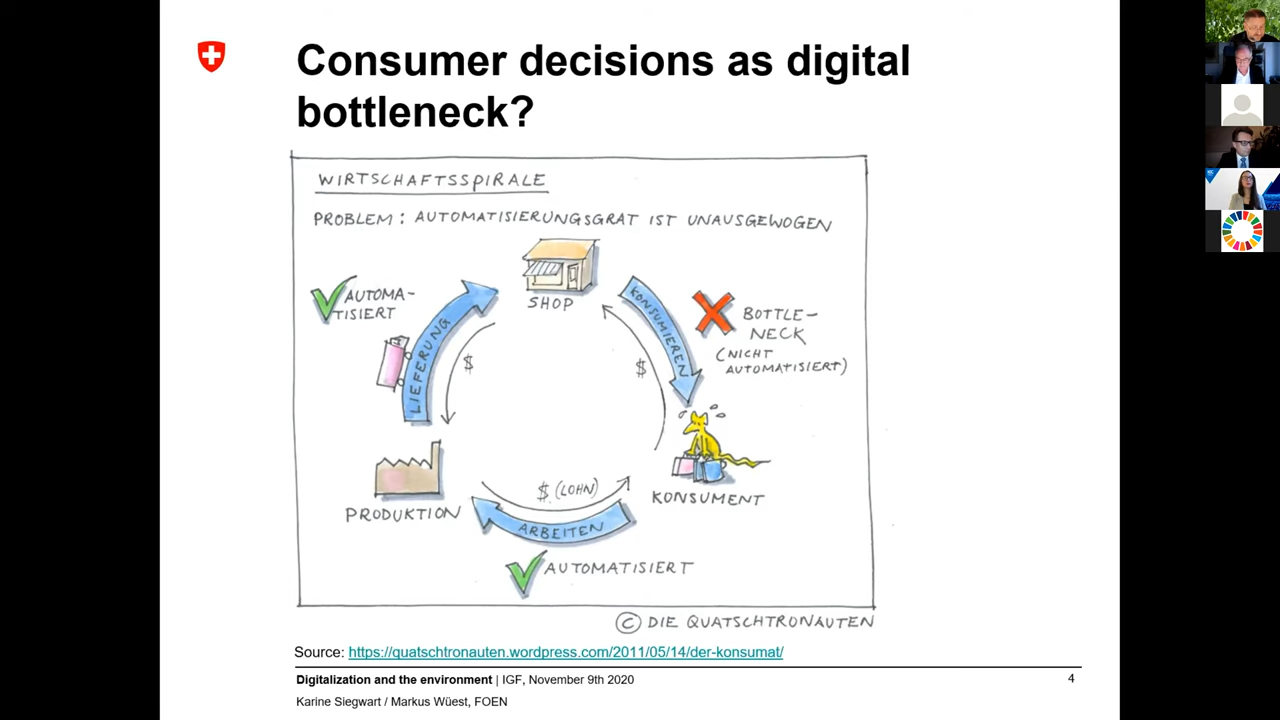 Consumer decisions as digital
bottleneck?
WIRTSCHAFTSSPIRALE
PROBLEM: AUTOMATISIERUNGSGRAT IST UNAUSGEWOGEN
AUTOMA-
TISIERT
SHOP
KONSUMIEREN
BOTTLE-
NECK
(NICHT
AUTOMATISIERT)
LIEFERUNG
$
$
KONSUMENT
PRODUKTION
$ (LOHN)
ARBEITEN
AUTOMATISIERT
© DIE QUATSCHTRONAUTEN
Source: https://quatschtronauten.wordpress.com/2011/05/14/der-konsumat/
Digitalization and the environment | IGF, November 9th 2020
4
Karine Siegwart / Markus Wüest, FOEN